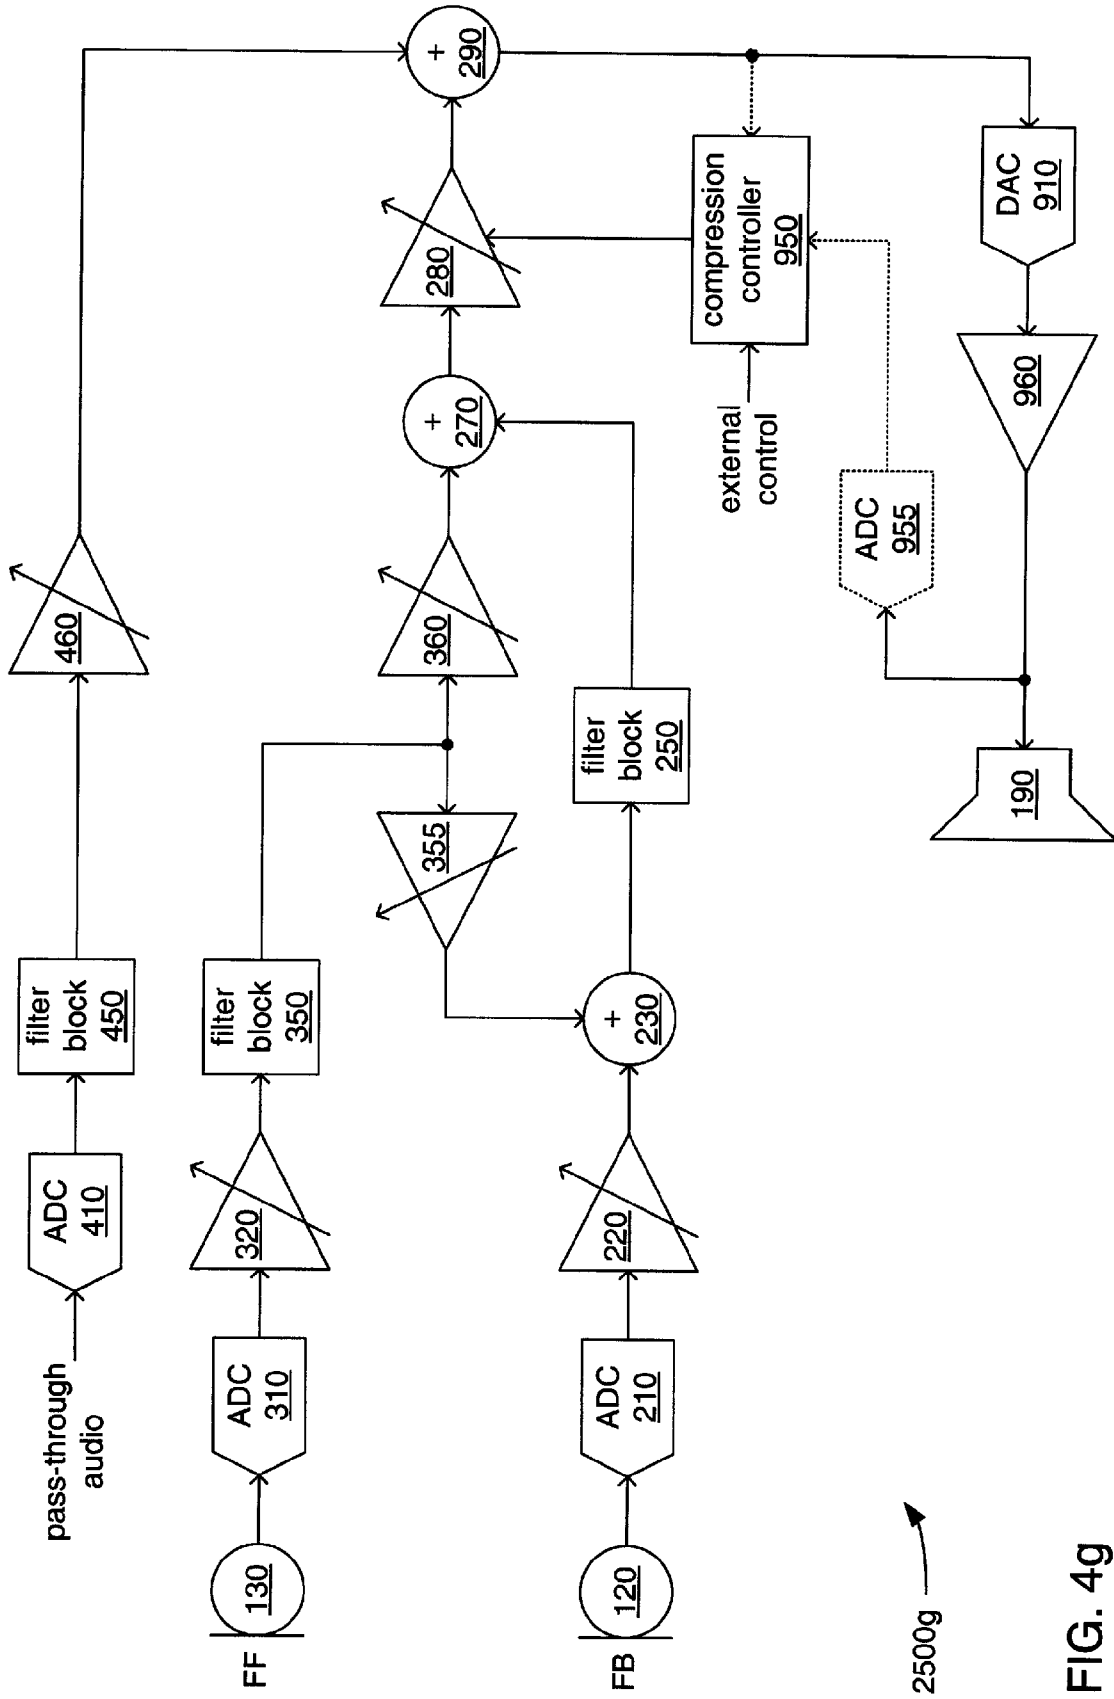 pass-through
audio
ADC
410
filter
block
450
460
FF
130
ADC
310
320
filter
block
350
355
360
+
270
280
+
290
FB
120
ADC
210
220
+
230
filter
block
250
external
control
compression
controller
950
ADC
955
190
960
DAC
910
2500g
FIG. 4g